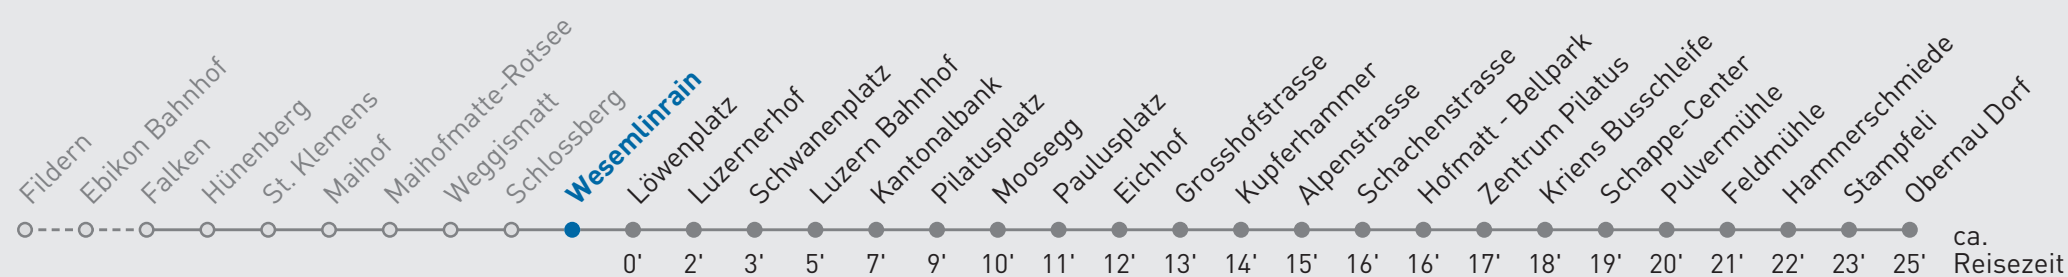 Fildern
Ebikon Bahnhof
Falken
Hünenberg
St. Klemens
Maihof
Maihofmatte-Rotsee
Weggismatt
Schlossberg
Wesemlinrain
Löwenplatz
Luzernerhof
Schwanenplatz
Luzern Bahnhof
Kantonalbank
Pilatusplatz
Moosegg
Paulusplatz
Eichhof
Grosshofstrasse
Kupferhammer
Alpenstrasse
Schachenstrasse
Hofmatt - Bellpark
Zentrum Pilatus
Kriens Busschleife
Schappe-Center
Pulvermühle
Feldmühle
Hammerschmiede
Stampfeli
Obernau Dorf
0' 2' 3' 5' 7' 9' 10' 11' 12' 13' 14' 15' 16' 16' 17' 18' 19' 20' 21' 22' 23' 25'
ca.
Reisezeit